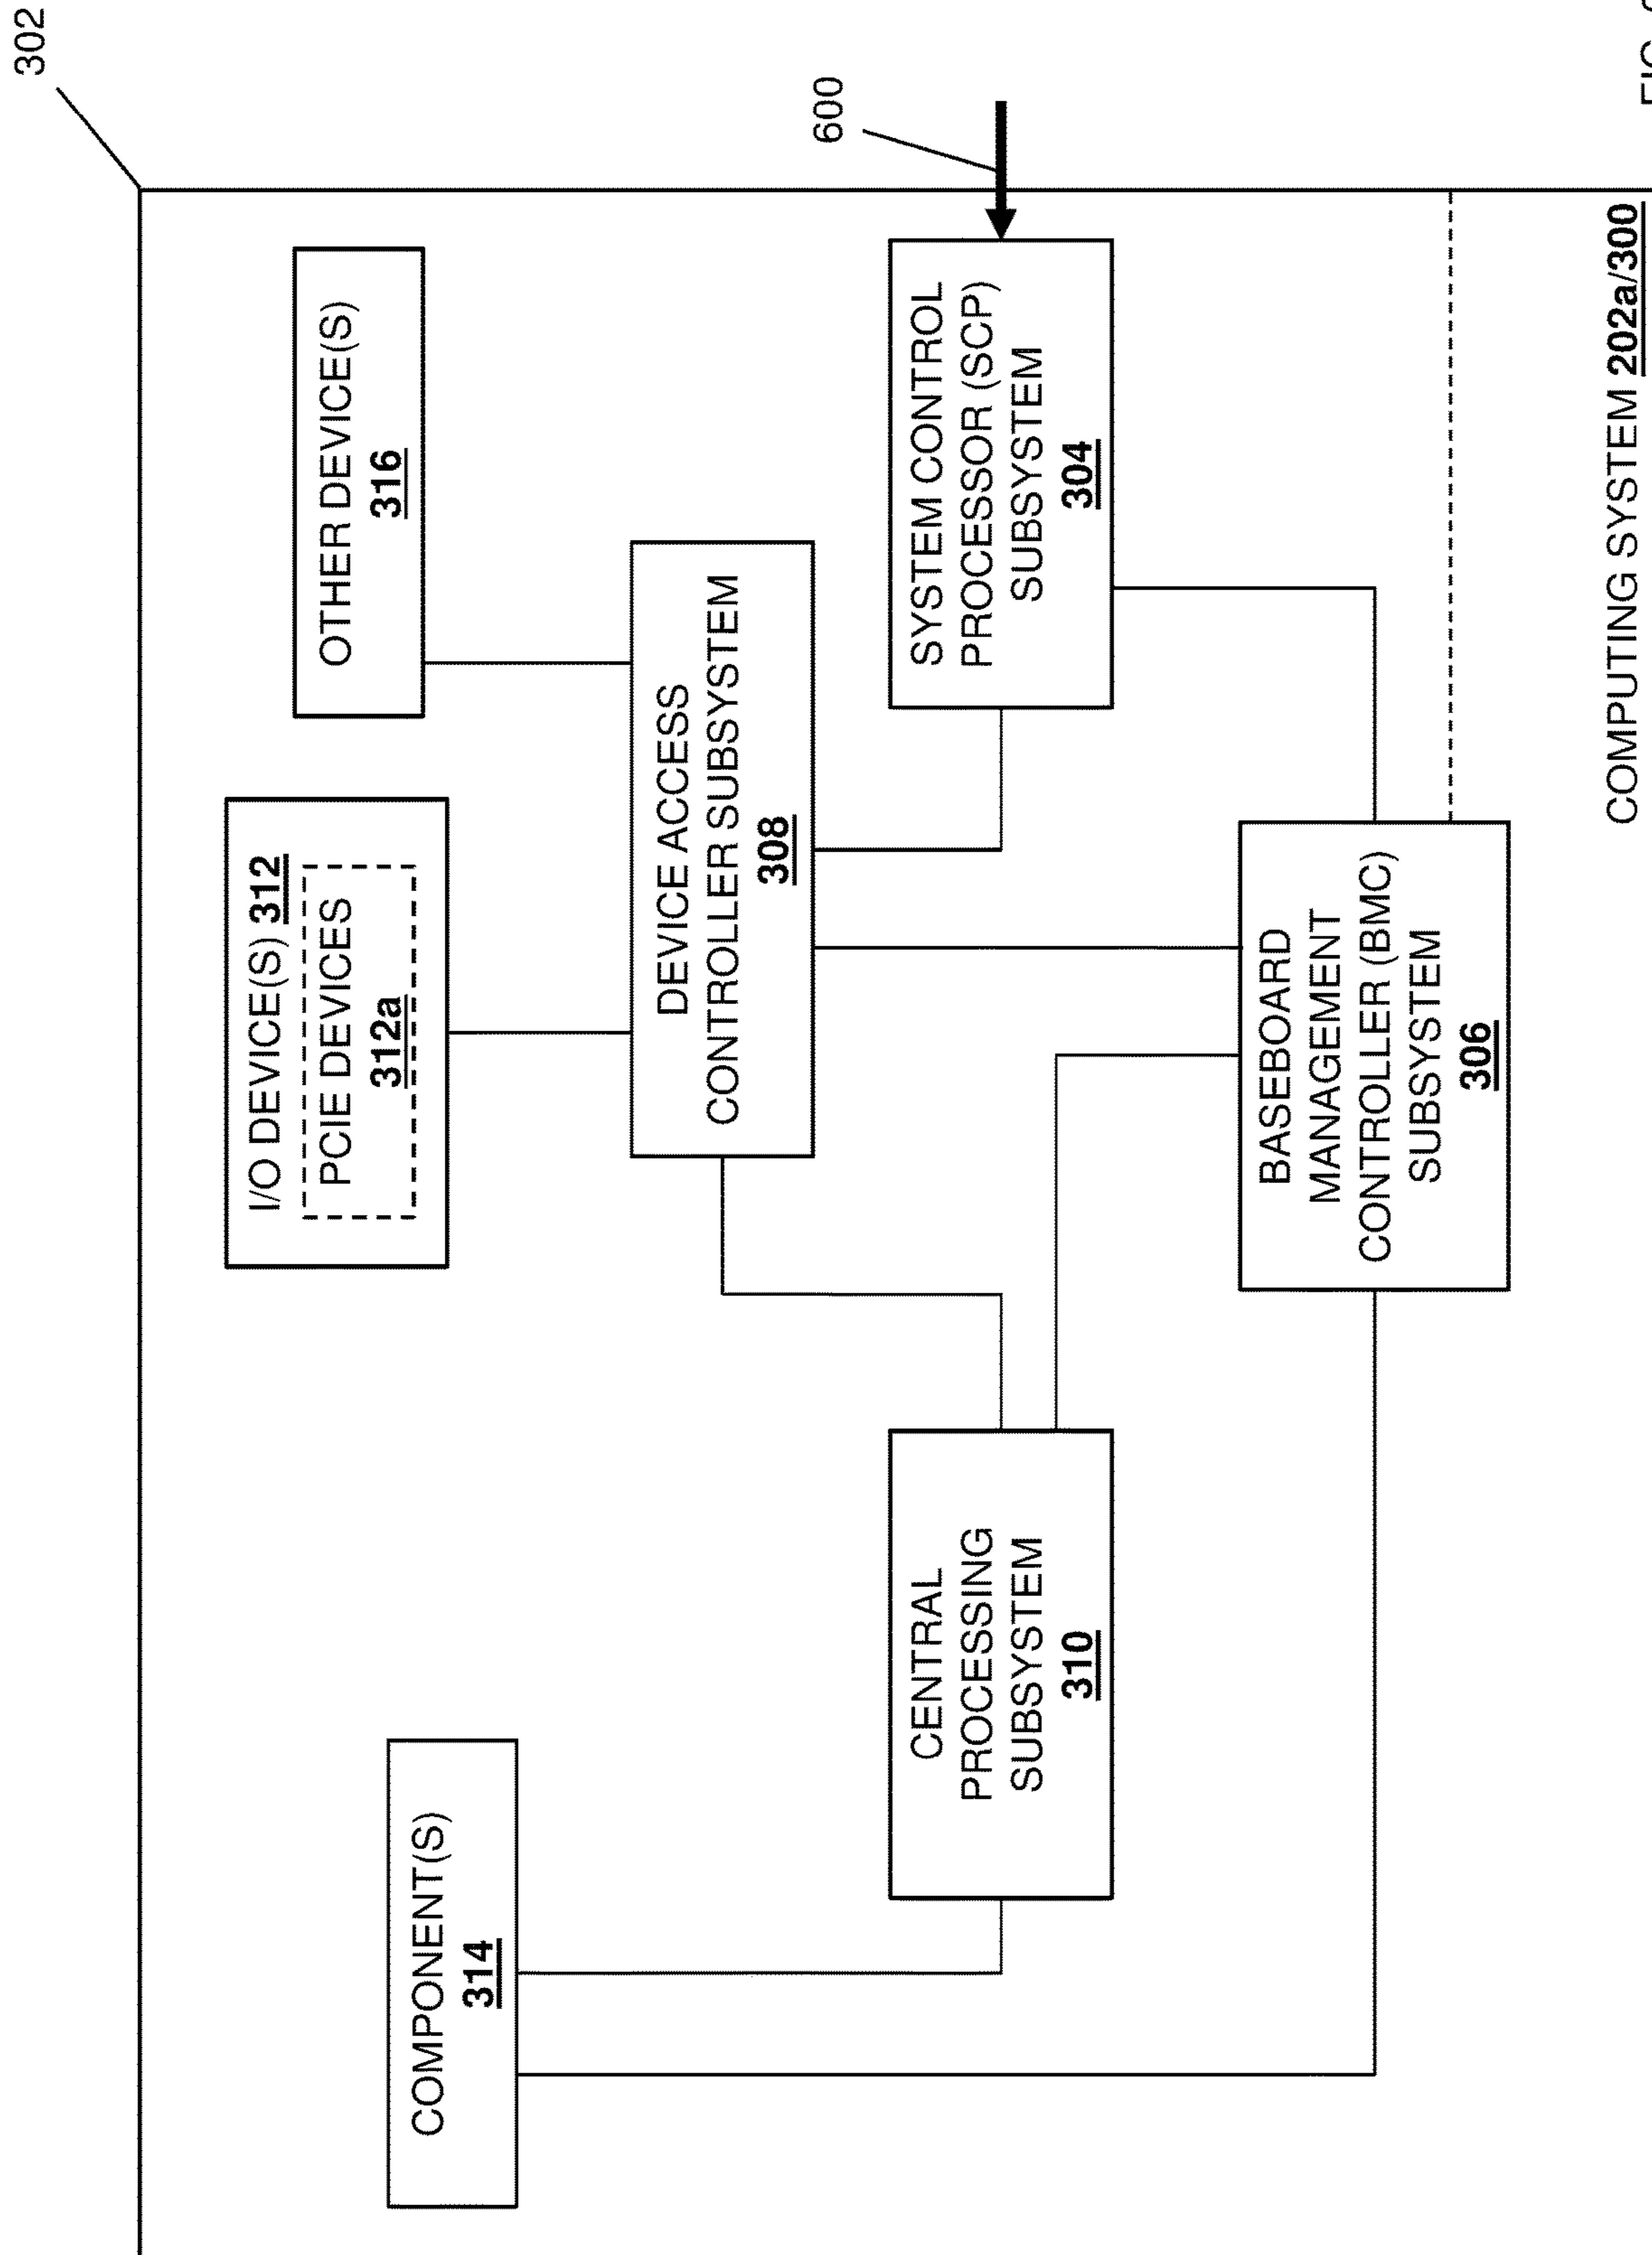 302
I/O DEVICE(S) 312
PCIE DEVICES
312a
OTHER DEVICE(S)
316
COMPONENT(S)
314
DEVICE ACCESS
CONTROLLER SUBSYSTEM
308
600
CENTRAL
PROCESSING
SUBSYSTEM
310
SYSTEM CONTROL
PROCESSOR (SCP)
SUBSYSTEM
304
BASEBOARD
MANAGEMENT
CONTROLLER (BMC)
SUBSYSTEM
306
COMPUTING SYSTEM 202a/300
FIG.